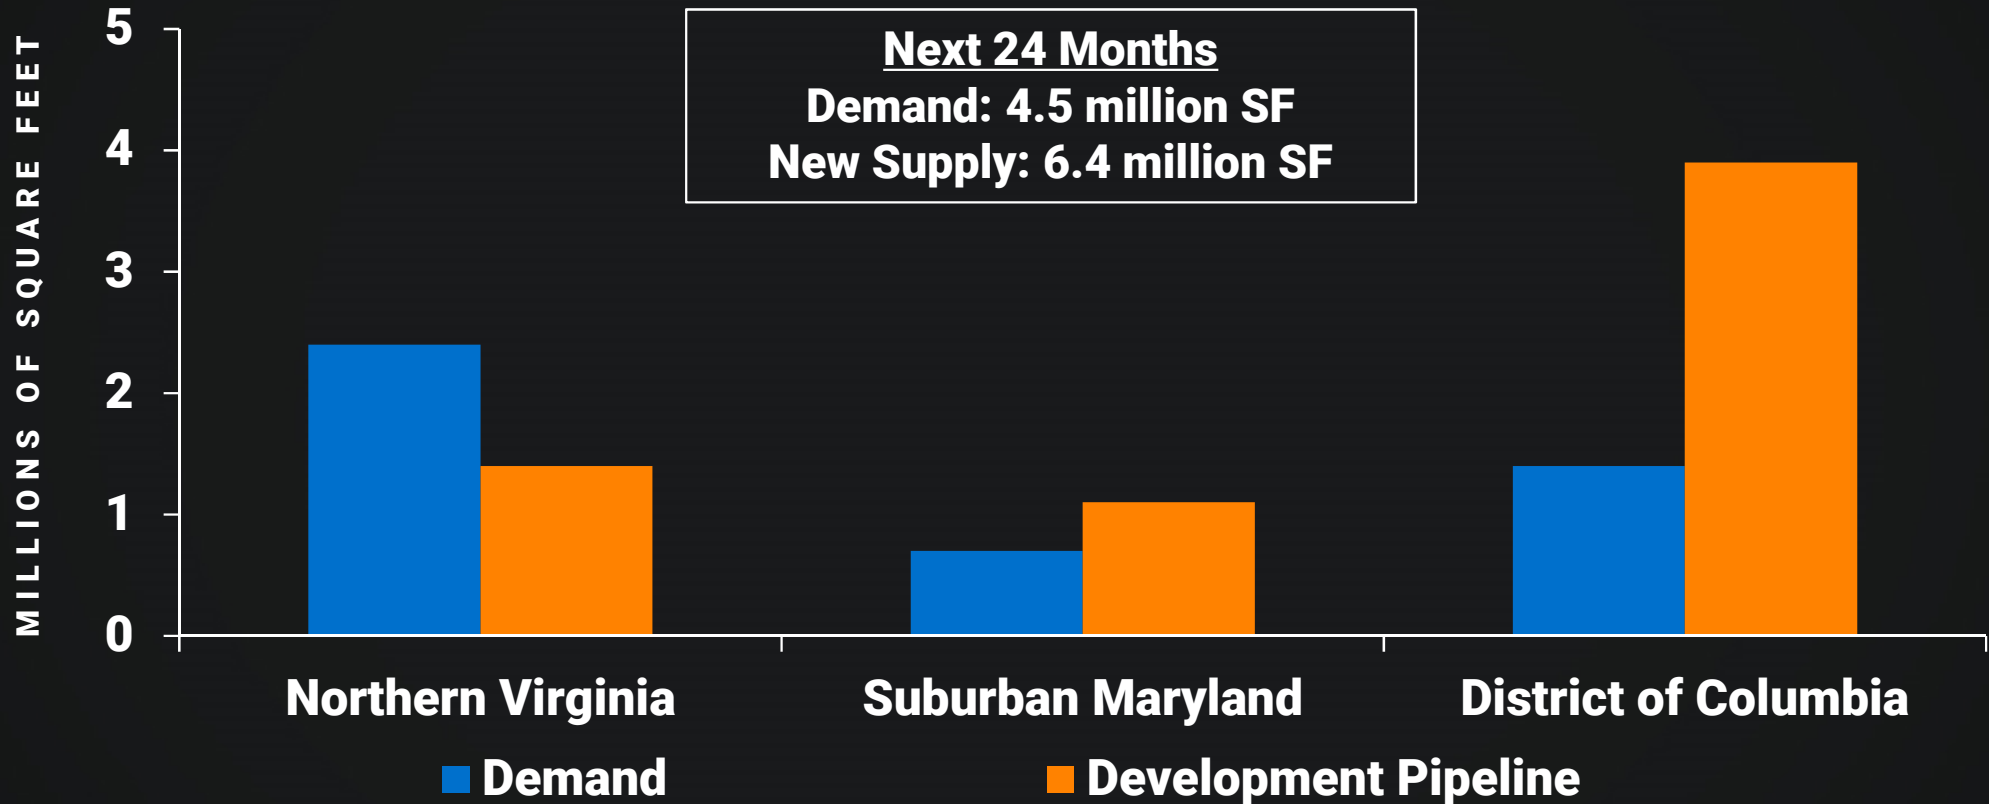 MILLIONS OF SQUARE FEET
5
4
3
2
1
0
Next 24 Months
Demand: 4.5 million SF
New Supply: 6.4 million SF
Northern Virginia
Suburban Maryland
District of Columbia
Demand
Development Pipeline